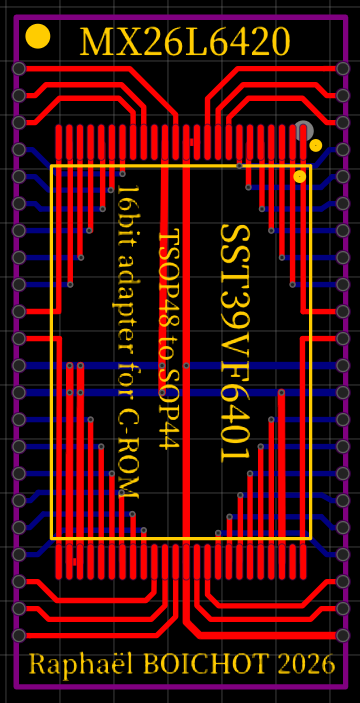 MX26L6420
SST39VF6401
TSOP48 to SOP44
16bit adapter for C-ROM
Raphaël BOICHOT 2026